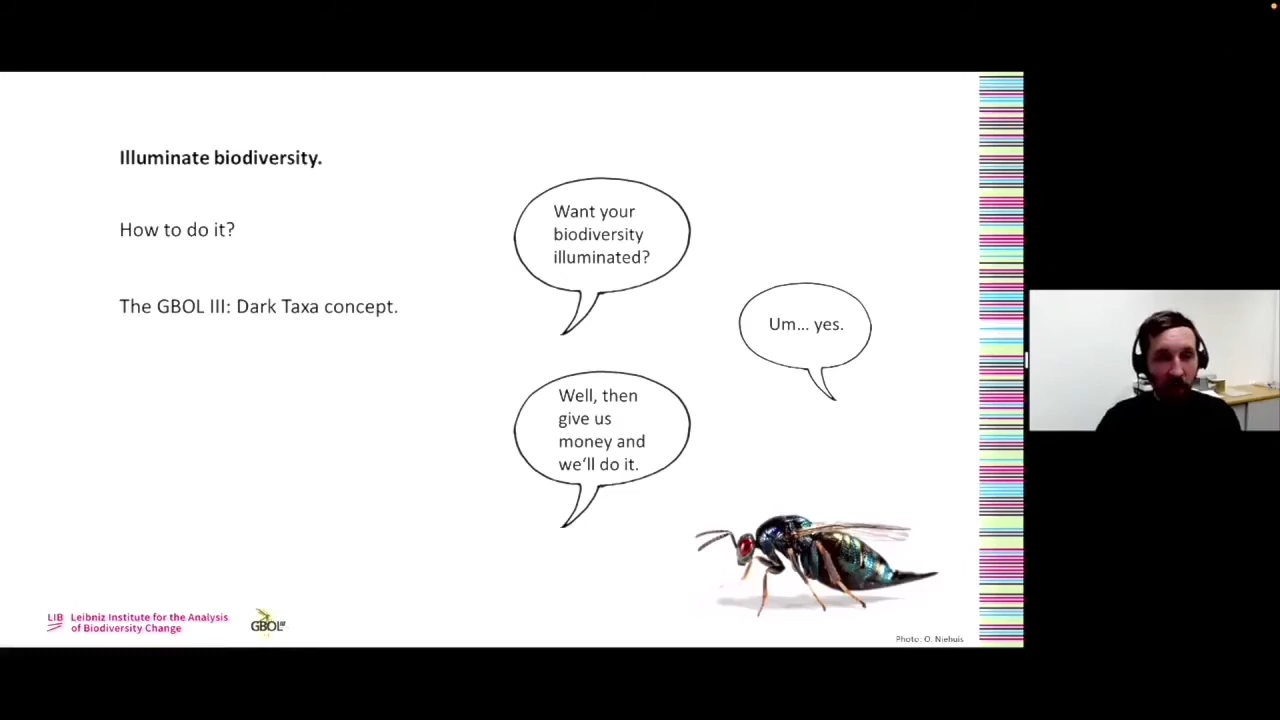 Illuminate biodiversity.
How to do it?
The GBOL III: Dark Taxa concept.
Want your
biodiversity
illuminated?
Um... yes.
Well, then
give us
money and
we'll do it.
LIB Leibniz Institute for the Analysis
of Biodiversity Change
GBOL
Photo: O. Niehuis